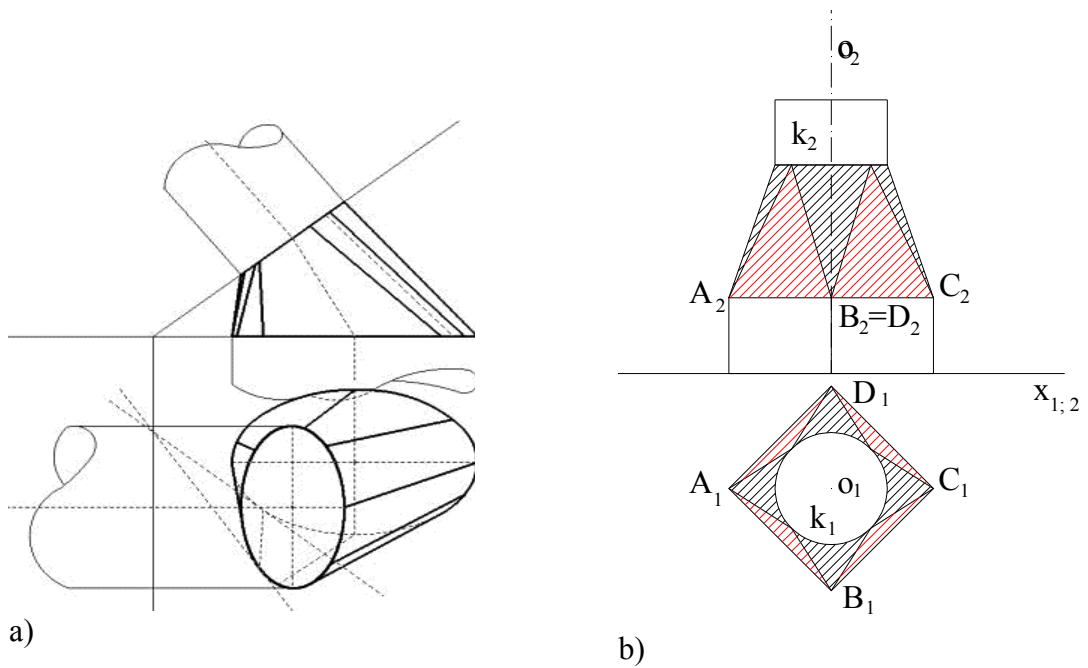 o₂
k₂
A₂
C₂
B₂=D₂
x₁; ₂
D₁
A₁
o₁
C₁
k₁
B₁
a)
b)